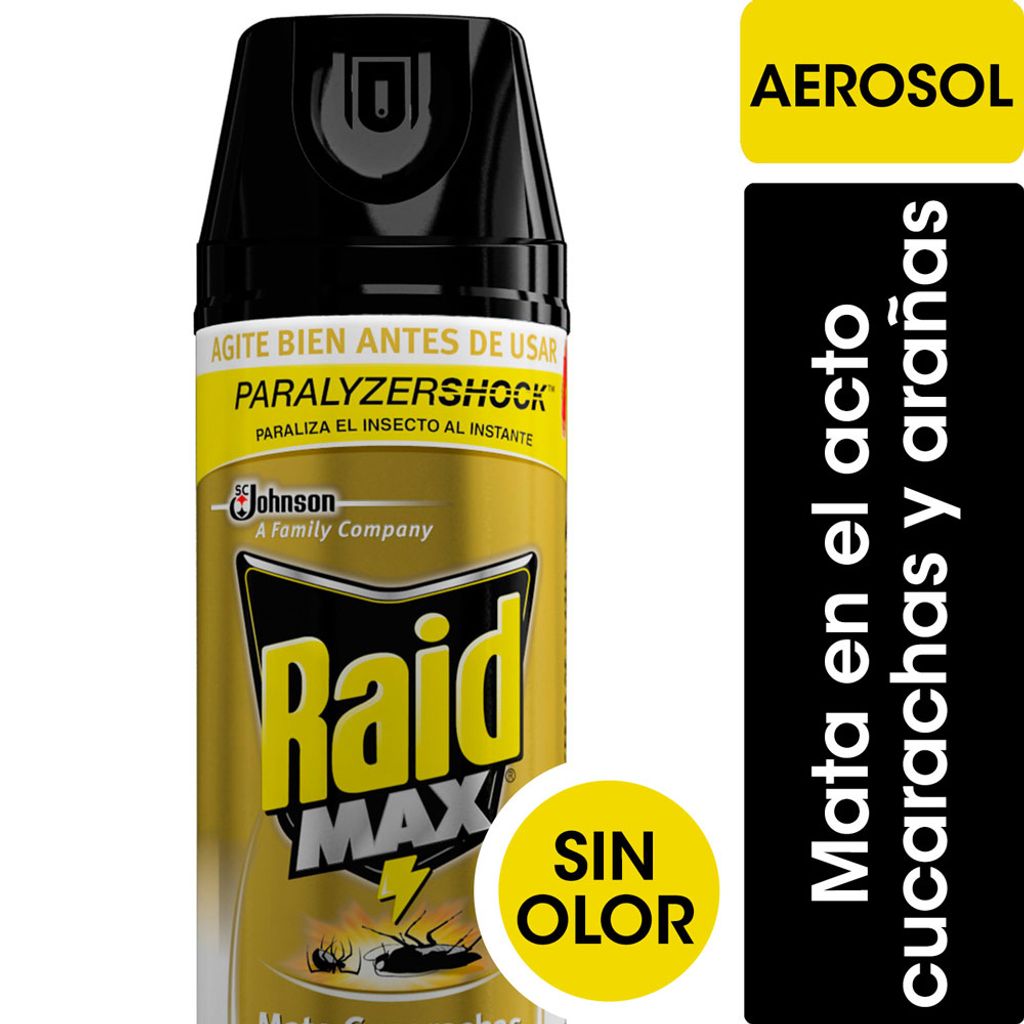 AEROSOL
Mata en el acto
cucarachas y arañas
AGITE BIEN ANTES DE USAR
PARALYZERSHOCK™
PARALIZA EL INSECTO AL INSTANTE
SC Johnson
A Family Company
Raid
MAX
®
SIN
OLOR